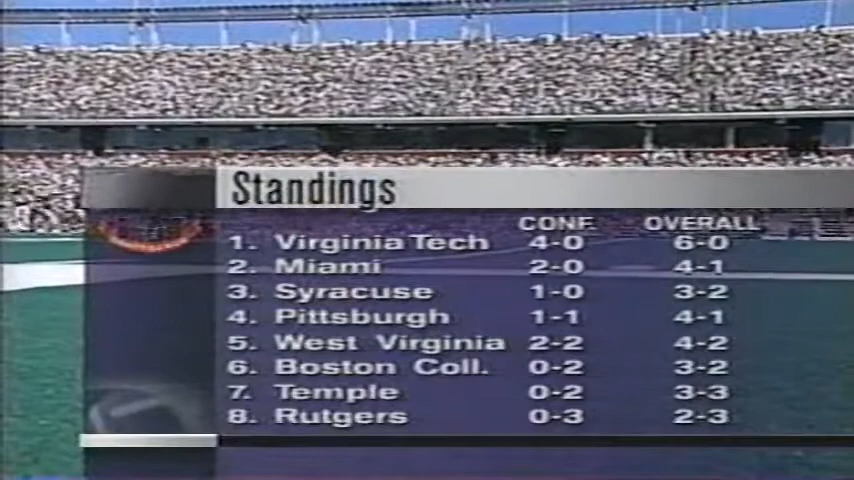 Standings
CONF. OVERALL
1. Virginia Tech 4-0 6-0
2. Miami 2-0 4-1
3. Syracuse 1-0 3-2
4. Pittsburgh 1-1 4-1
5. West Virginia 2-2 4-2
6. Boston Coll. 0-2 3-2
7. Temple 0-2 3-3
8. Rutgers 0-3 2-3